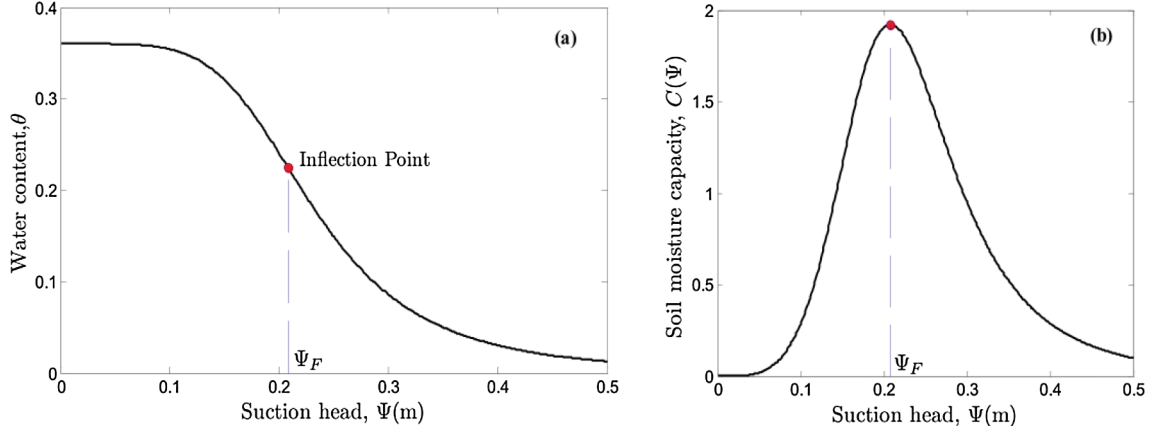 0.4
0.3
0.2
0.1
0
Water content,θ
(a)
Inflection Point
Ψ_F
0 0.1 0.2 0.3 0.4 0.5
Suction head, Ψ(m)
2
1.5
1
0.5
0
Soil moisture capacity, C(Ψ)
(b)
Ψ_F
0 0.1 0.2 0.3 0.4 0.5
Suction head, Ψ(m)